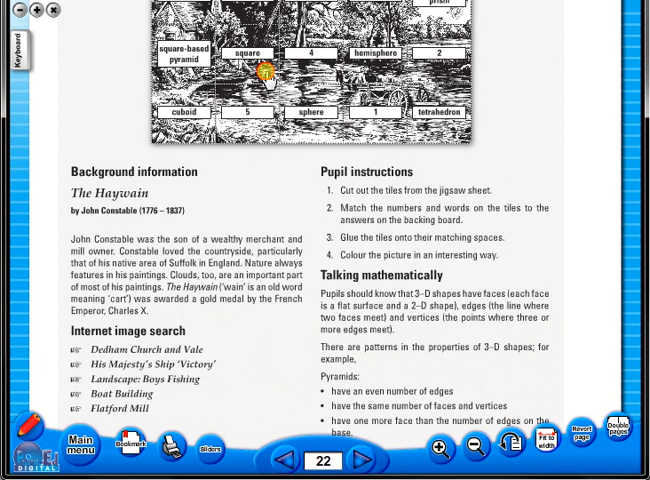 Keyboard
prism
square-based
pyramid
square
4
hemisphere
2
cuboid
5
sphere
1
tetrahedron
Background information
The Haywain
by John Constable (1776 – 1837)
John Constable was the son of a wealthy merchant and
mill owner. Constable loved the countryside, particularly
that of his native area of Suffolk in England. Nature always
features in his paintings. Clouds, too, are an important part
of most of his paintings. The Haywain (‘wain’ is an old word
meaning ‘cart’) was awarded a gold medal by the French
Emperor, Charles X.
Internet image search
Dedham Church and Vale
His Majesty’s Ship ‘Victory’
Landscape: Boys Fishing
Boat Building
Flatford Mill
Pupil instructions
1. Cut out the tiles from the jigsaw sheet.
2. Match the numbers and words on the tiles to the
answers on the backing board.
3. Glue the tiles onto their matching spaces.
4. Colour the picture in an interesting way.
Talking mathematically
Pupils should know that 3–D shapes have faces (each face
is a flat surface and a 2–D shape), edges (the line where
two faces meet) and vertices (the points where three or
more edges meet).
There are patterns in the properties of 3–D shapes; for
example,
Pyramids:
• have an even number of edges
• have the same number of faces and vertices
• have one more face than the number of edges on the
base.
Main
menu
Bookmark
Sliders
22
Fit to
width
Revert
page
Double
pages
DIGITAL